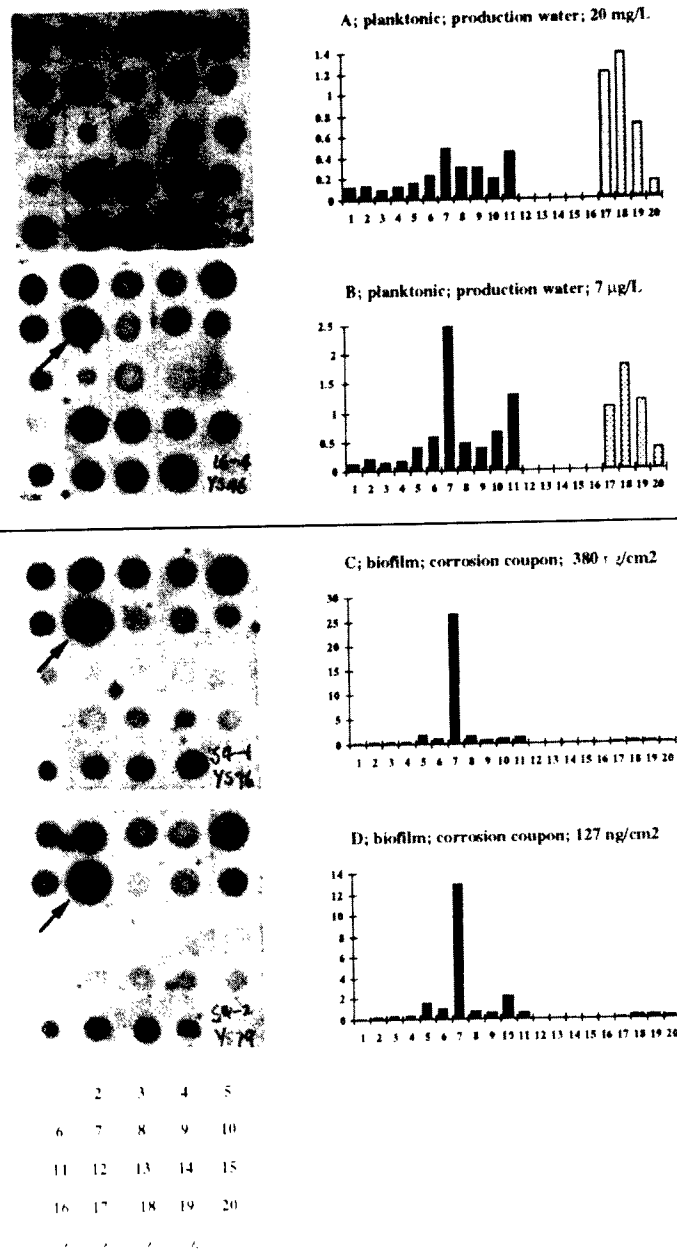 A; planktonic; production water; 20 mg/L
1.4
1.2
1
0.8
0.6
0.4
0.2
0
1 2 3 4 5 6 7 8 9 10 11 12 13 14 15 16 17 18 19 20
B; planktonic; production water; 7 µg/L
2.5
2
1.5
1
0.5
0
1 2 3 4 5 6 7 8 9 10 11 12 13 14 15 16 17 18 19 20
16-4
YS46
C; biofilm; corrosion coupon; 380 /cm2
30
25
20
15
10
5
0
1 2 3 4 5 6 7 8 9 10 11 12 13 14 15 16 17 18 19 20
S9-1
YS76
D; biofilm; corrosion coupon; 127 ng/cm2
14
12
10
8
6
4
2
0
1 2 3 4 5 6 7 8 9 10 11 12 13 14 15 16 17 18 19 20
S9-2
YS79
2 3 4 5
6 7 8 9 10
11 12 13 14 15
16 17 18 19 20